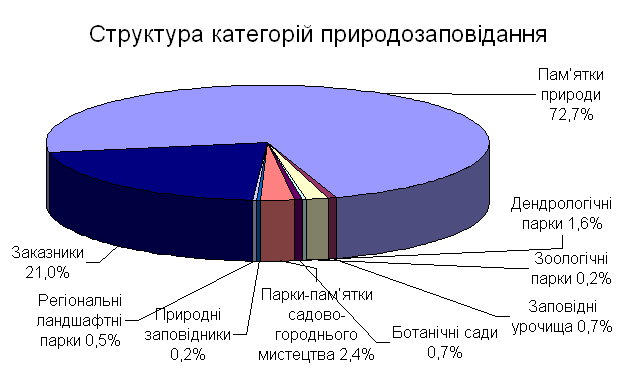 Структура категорій природозаповідання
Пам'ятки
природи
72,7%
Дендрологічні
парки 1,6%
Зоологічні
парки 0,2%
Заповідні
урочища 0,7%
Ботанічні сади
0,7%
Парки-пам'ятки
садово-
городнього
мистецтва 2,4%
Природні
заповідники
0,2%
Регіональні
ландшафтні
парки 0,5%
Заказники
21,0%